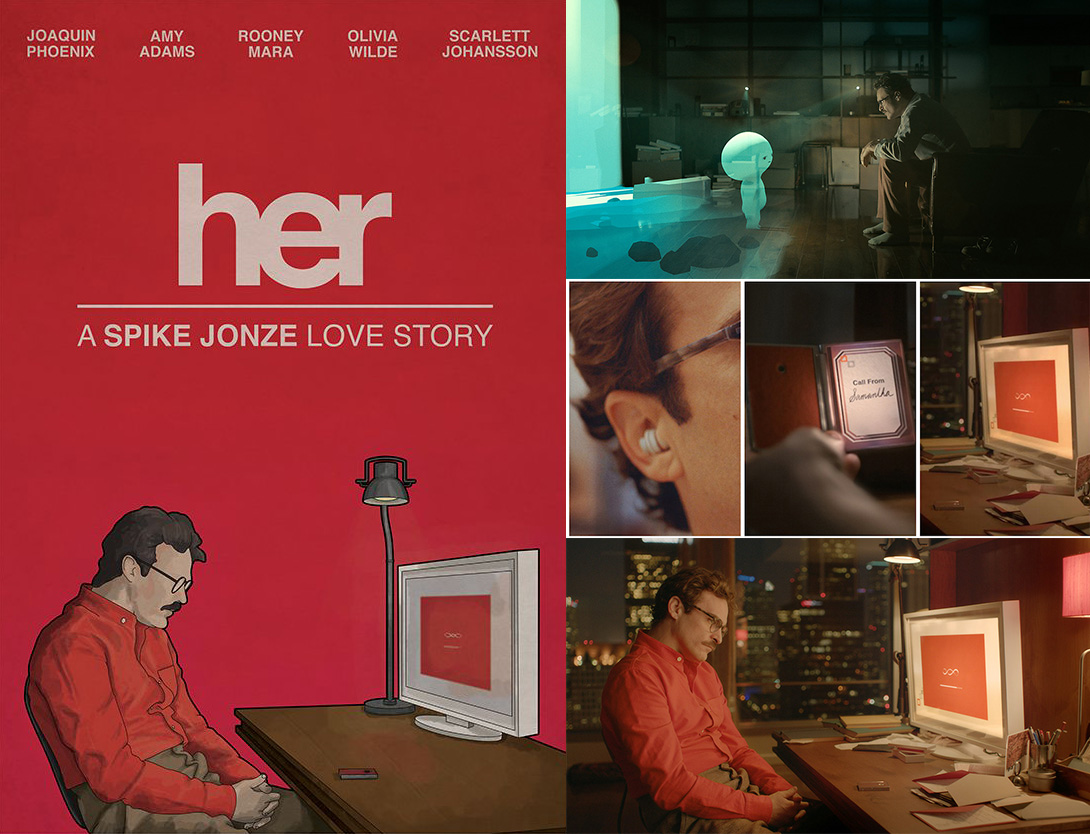 JOAQUIN
PHOENIX
AMY
ADAMS
ROONEY
MARA
OLIVIA
WILDE
SCARLETT
JOHANSSON
her
A SPIKE JONZE LOVE STORY
Call From
Samantha